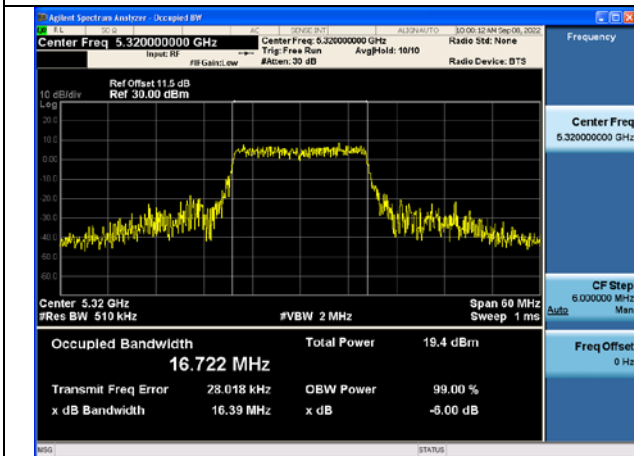 Agilent Spectrum Analyzer - Occupied BW
RL
50 Ω
AC
SENSE:INT
ALIGNAUTO
10:00:12 AM Sep 08, 2022
Center Freq 5.320000000 GHz
Center Freq: 5.320000000 GHz
Radio Std: None
Frequency
Input: RF
Trig: Free Run
Avg|Hold: 10/10
#IFGain:Low
#Atten: 30 dB
Radio Device: BTS
Ref Offset 11.5 dB
10 dB/div
Ref 30.00 dBm
Log
20.0
10.0
0.00
-10.0
-20.0
-30.0
-40.0
-50.0
-60.0
Center Freq
5.320000000 GHz
Center 5.32 GHz
Span 60 MHz
#Res BW 510 kHz
#VBW 2 MHz
Sweep 1 ms
CF Step
6.000000 MHz
Auto
Man
Occupied Bandwidth
Total Power
19.4 dBm
16.722 MHz
Freq Offset
0 Hz
Transmit Freq Error
28.018 kHz
OBW Power
99.00 %
x dB Bandwidth
16.39 MHz
x dB
-6.00 dB
MSG
STATUS